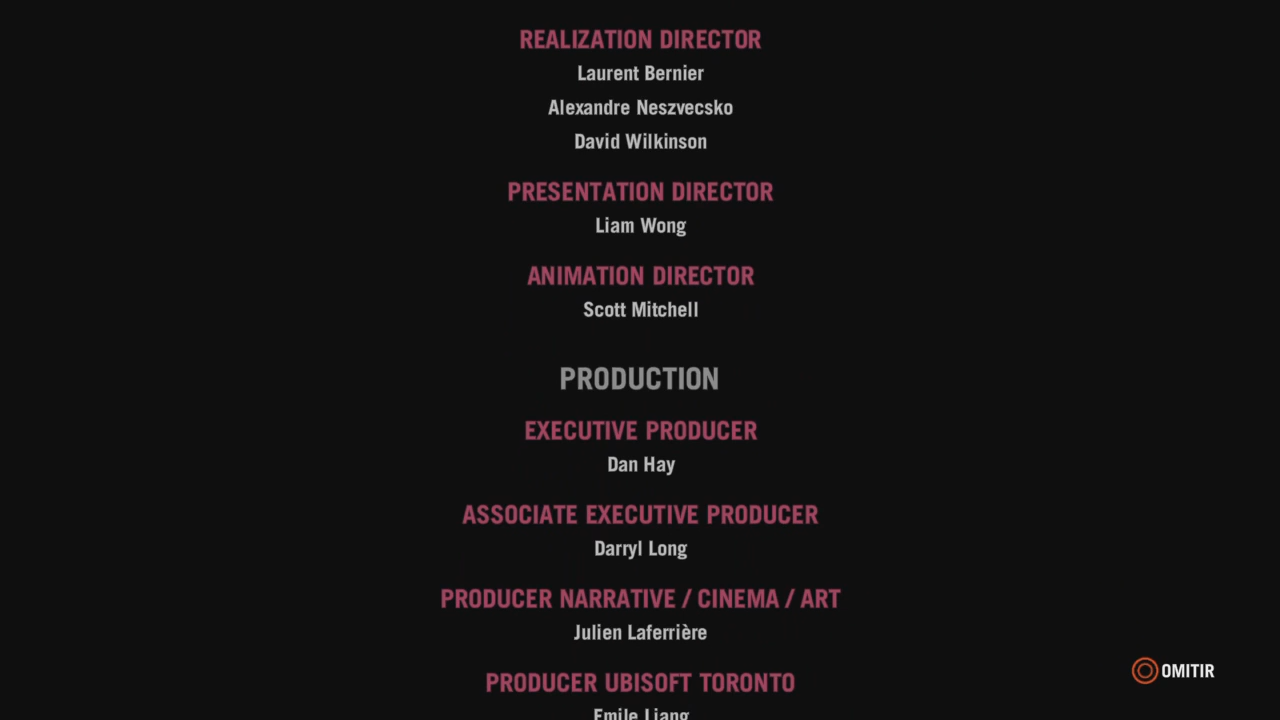 REALIZATION DIRECTOR
Laurent Bernier
Alexandre Neszvecsko
David Wilkinson
PRESENTATION DIRECTOR
Liam Wong
ANIMATION DIRECTOR
Scott Mitchell
PRODUCTION
EXECUTIVE PRODUCER
Dan Hay
ASSOCIATE EXECUTIVE PRODUCER
Darryl Long
PRODUCER NARRATIVE / CINEMA / ART
Julien Laferrière
PRODUCER UBISOFT TORONTO
Emile Liang
OMITIR